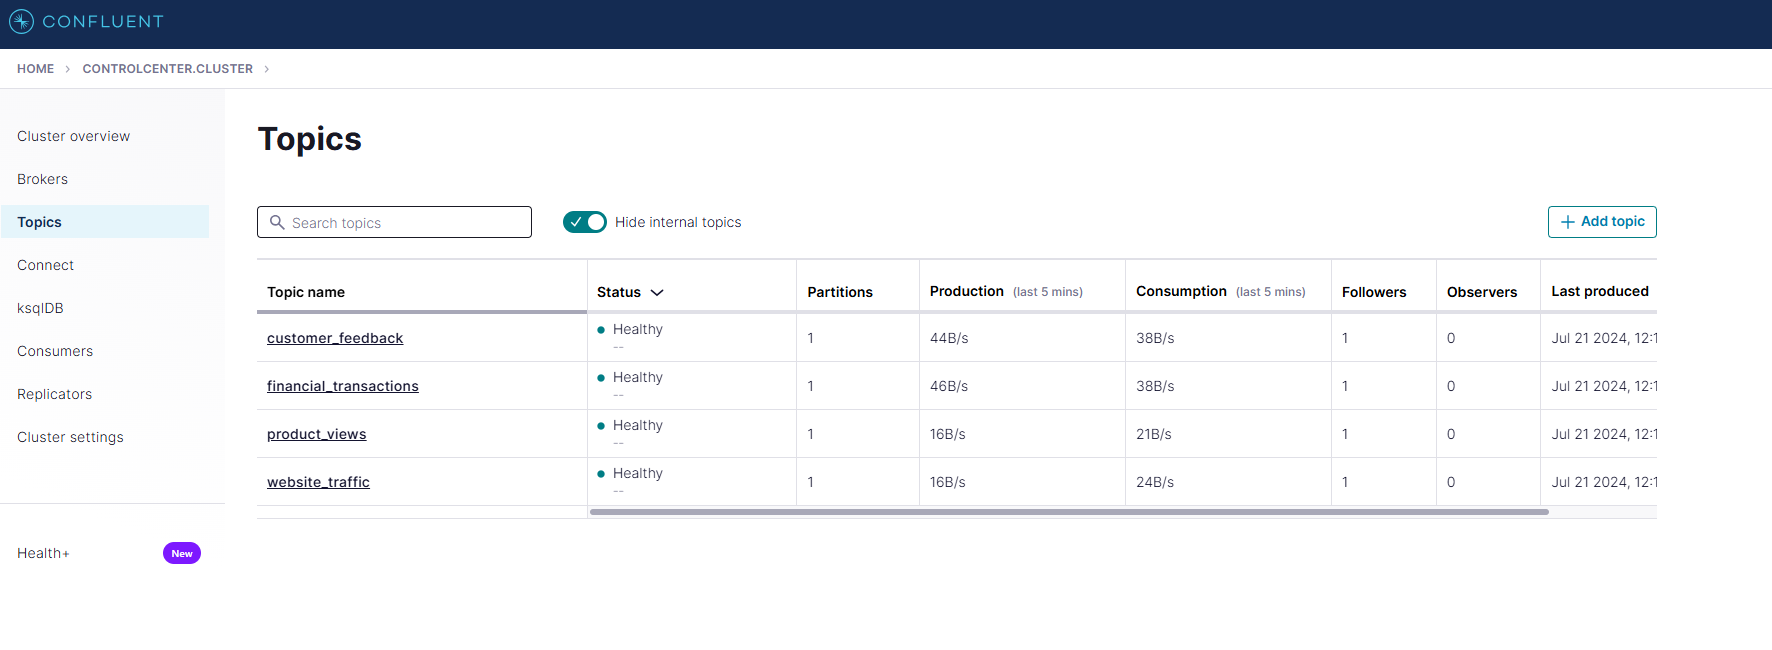 CONFLUENT
HOME > CONTROLCENTER.CLUSTER >
Cluster overview
Brokers
Topics
Connect
ksqlDB
Consumers
Replicators
Cluster settings
Health+ New
Topics
Search topics Hide internal topics + Add topic
Topic name Status Partitions Production (last 5 mins) Consumption (last 5 mins) Followers Observers Last produced
customer_feedback Healthy -- 1 44B/s 38B/s 1 0 Jul 21 2024, 12:1
financial_transactions Healthy -- 1 46B/s 38B/s 1 0 Jul 21 2024, 12:1
product_views Healthy -- 1 16B/s 21B/s 1 0 Jul 21 2024, 12:1
website_traffic Healthy -- 1 16B/s 24B/s 1 0 Jul 21 2024, 12:1